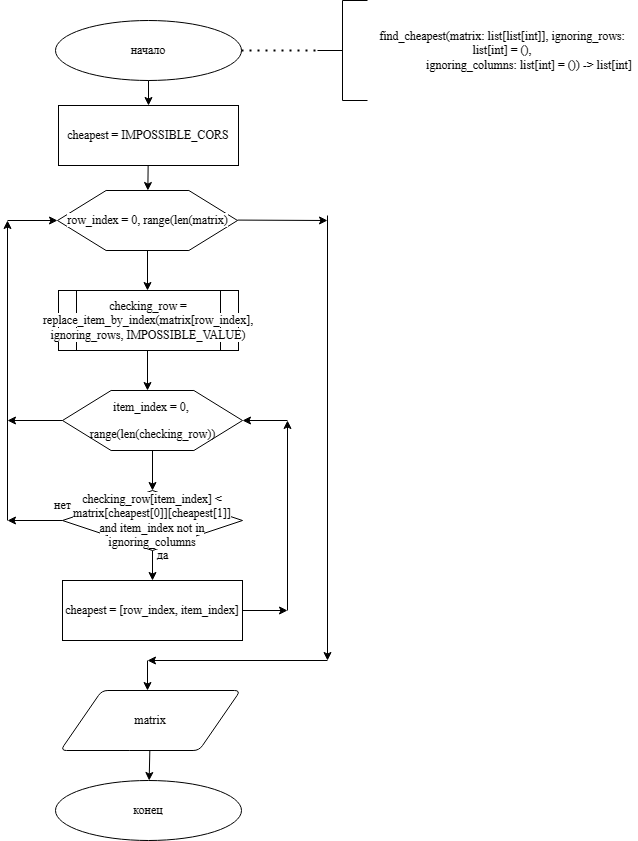 начало
find_cheapest(matrix: list[list[int]], ignoring_rows:
list[int] = (),
ignoring_columns: list[int] = ()) -> list[int]
cheapest = IMPOSSIBLE_CORS
row_index = 0, range(len(matrix)
checking_row =
replace_item_by_index(matrix[row_index],
ignoring_rows, IMPOSSIBLE_VALUE)
item_index = 0,
range(len(checking_row))
нет
checking_row[item_index] <
matrix[cheapest[0]][cheapest[1]]
and item_index not in
ignoring_columns
да
cheapest = [row_index, item_index]
matrix
конец